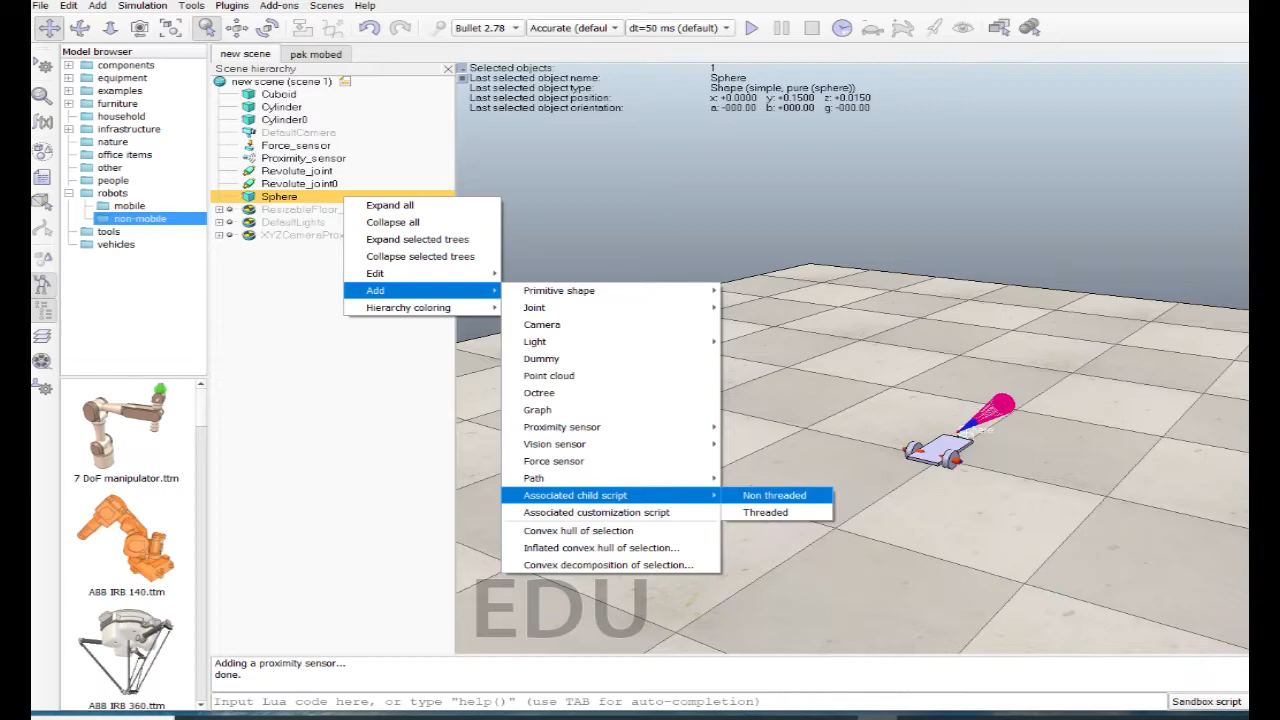 File Edit Simulation Tools Plugins Add-ons Scenes Help
Bullet 2.78 Accurate (defaul dt=50 ms (default)
Model browser
components
equipment
examples
furniture
household
infrastructure
nature
office items
other
people
robots
mobile
non-mobile
tools
vehicles
7 DoF manipulator.ttm
ABB IRB 140.ttm
ABB IRB 360.ttm
new scene pak mobed
Scene hierarchy
new scene (scene 1)
Cuboid
Cylinder
Cylinder0
DefaultCamera
Force_sensor
Proximity_sensor
Revolute_joint
Revolute_joint0
Sphere
ResizableFloor_
DefaultLights
XYZCameraProx
Expand all
Collapse all
Expand selected trees
Collapse selected trees
Edit
Add
Hierarchy coloring
Primitive shape
Joint
Camera
Light
Dummy
Point cloud
Octree
Graph
Proximity sensor
Vision sensor
Force sensor
Path
Associated child script
Associated customization script
Convex hull of selection
Inflated convex hull of selection...
Convex decomposition of selection...
Non threaded
Threaded
Selected objects: 1
Last selected object name: Sphere
Last selected object type: Shape (simple, pure (sphere))
Last selected object position: x: +0.0000 y: +0.1500 z: +0.0150
Last selected object orientation: a: -000.00 b: +00.00 g: -000.00
EDU
Adding a proximity sensor...
done.
Input Lua code here, or type "help()" (use TAB for auto-completion)
Sandbox script